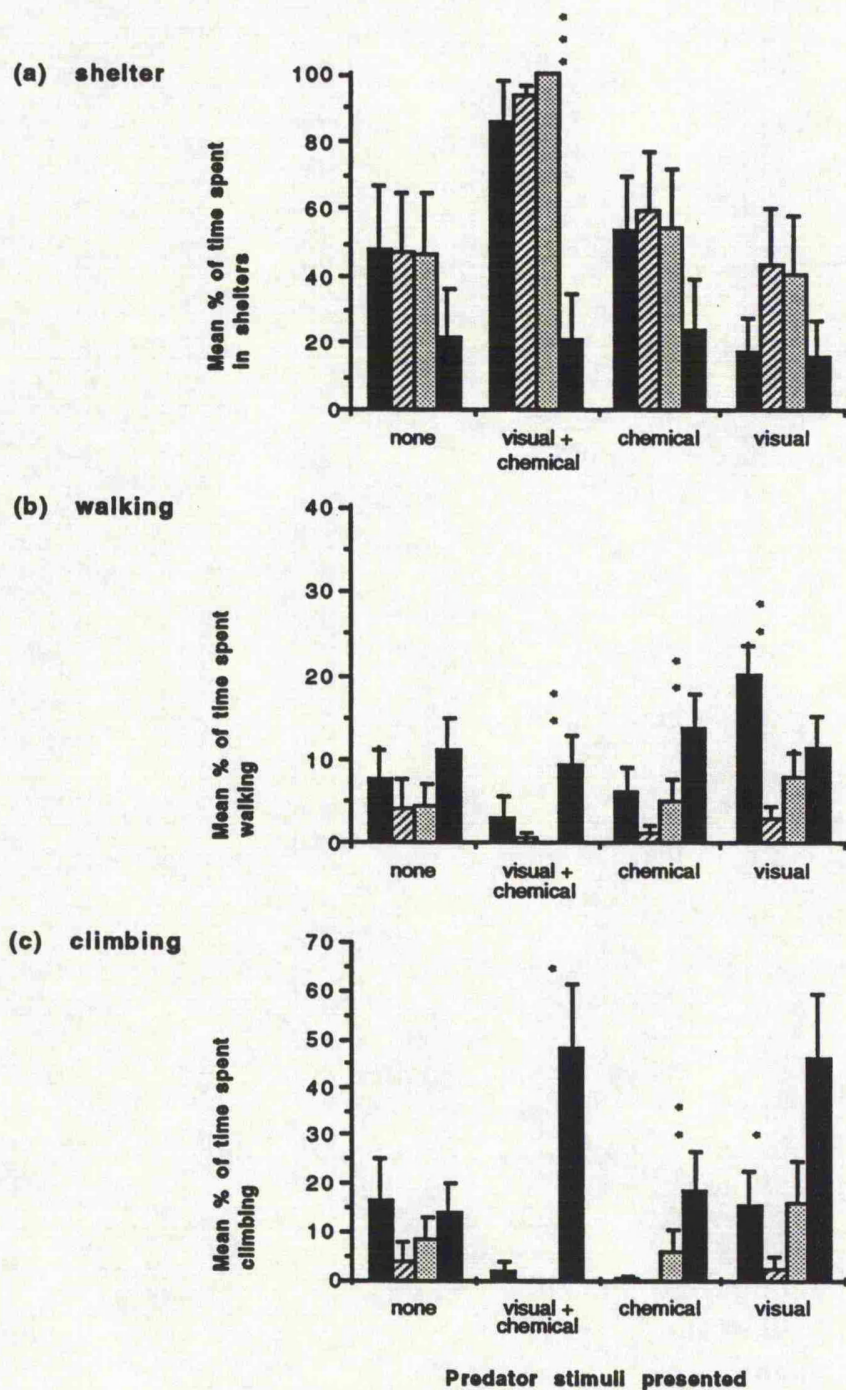 (a) shelter
Mean % of time spent
in shelters
100
80
60
40
20
0
none
visual +
chemical
chemical
visual
* * *
(b) walking
Mean % of time spent
walking
40
30
20
10
0
none
visual +
chemical
chemical
visual
* *
* *
* *
(c) climbing
Mean % of time spent
climbing
70
60
50
40
30
20
10
0
none
visual +
chemical
chemical
visual
*
* *
*
Predator stimuli presented